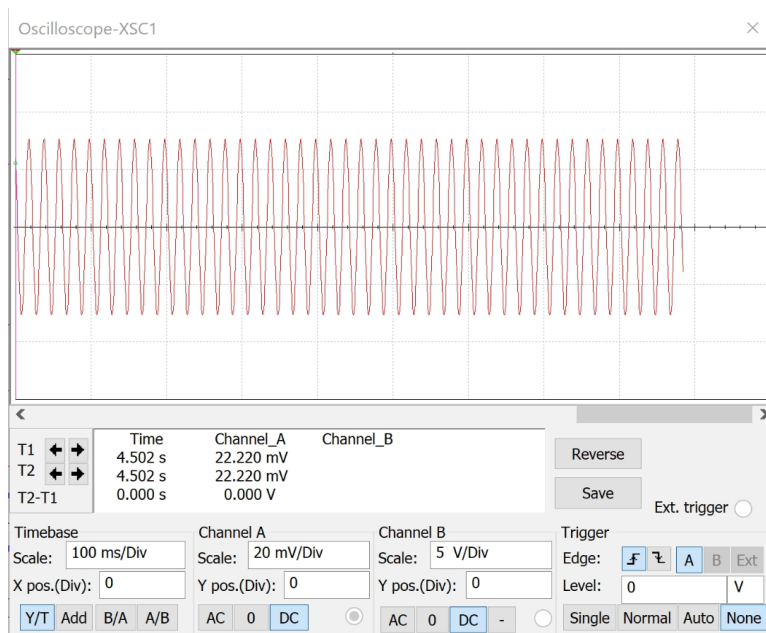 Oscilloscope-XSC1
Time Channel_A Channel_B
T1 4.502 s 22.220 mV
T2 4.502 s 22.220 mV
T2-T1 0.000 s 0.000 V
Reverse
Save
Ext. trigger
Timebase
Scale: 100 ms/Div
X pos.(Div): 0
Y/T Add B/A A/B
Channel A
Scale: 20 mV/Div
Y pos.(Div): 0
AC 0 DC
Channel B
Scale: 5 V/Div
Y pos.(Div): 0
AC 0 DC -
Trigger
Edge: A B Ext
Level: 0 V
Single Normal Auto None